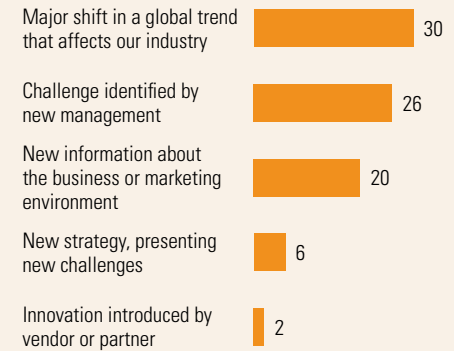 Major shift in a global trend
that affects our industry
30
Challenge identified by
new management
26
New information about
the business or marketing
environment
20
New strategy, presenting
new challenges
6
Innovation introduced by
vendor or partner
2